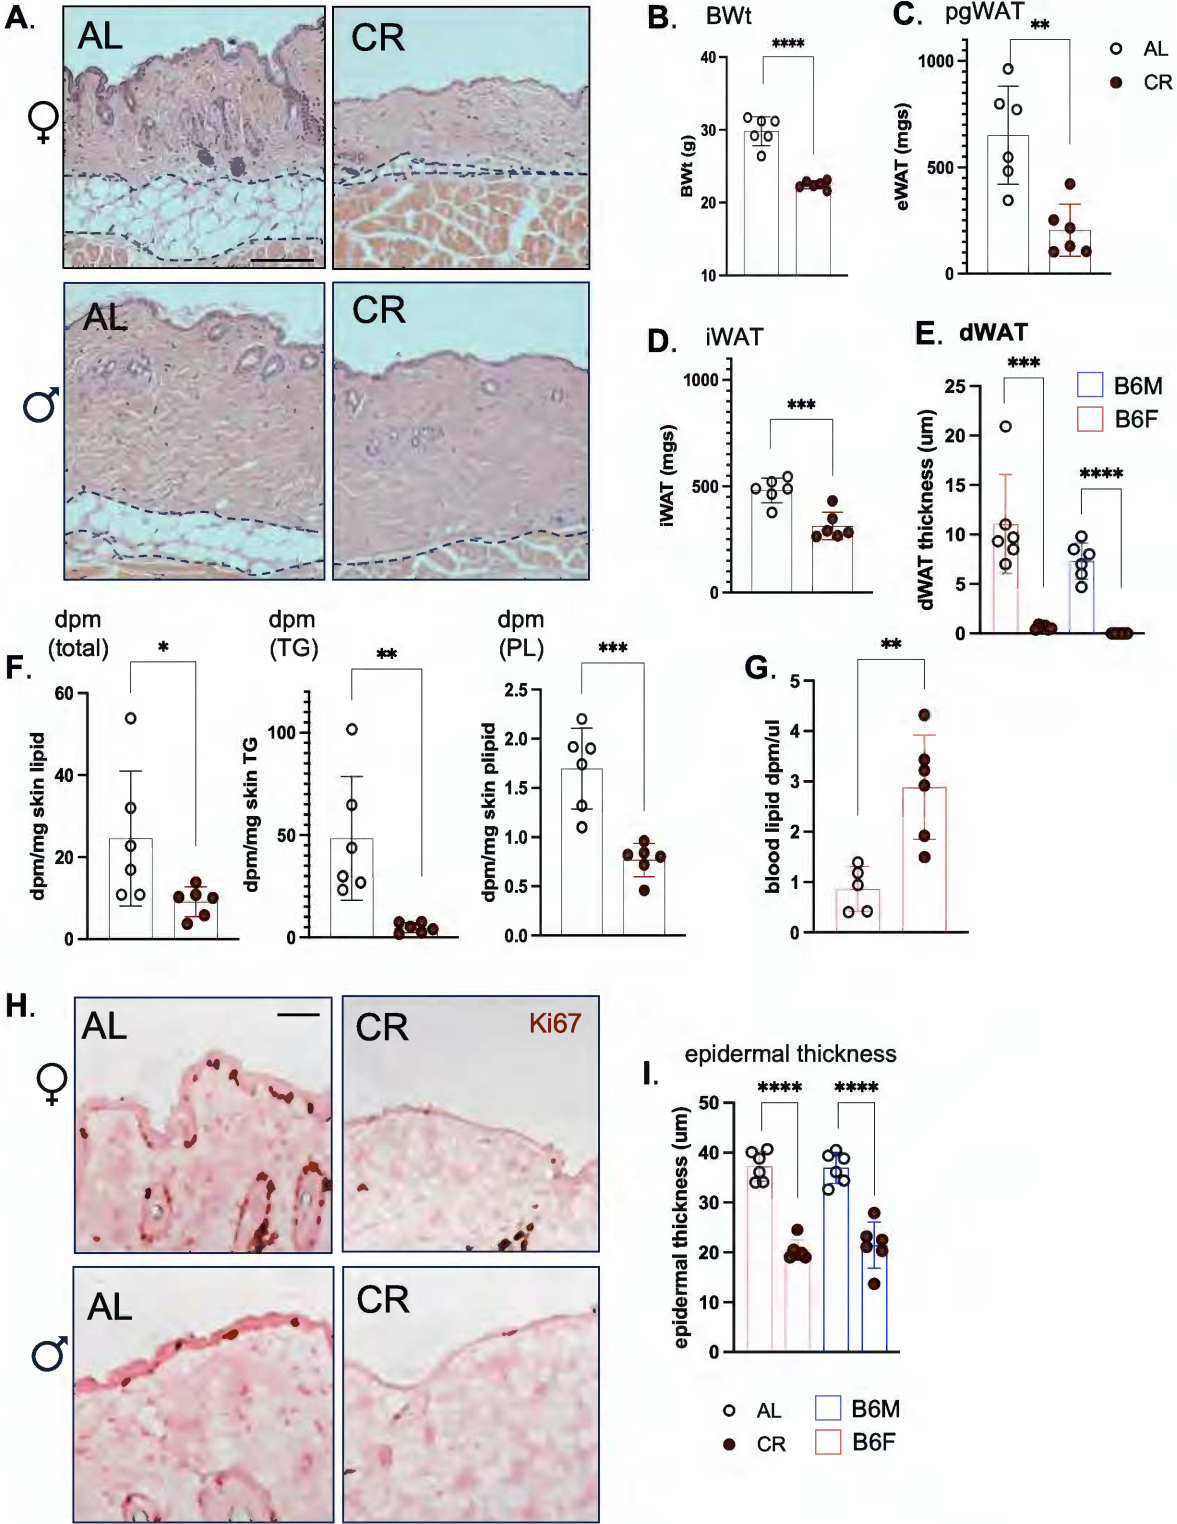 A.
AL
CR
♀
AL
CR
♂
B.
BWt
****
BWt (g)
40
30
20
10
C.
pgWAT
**
eWAT (mgs)
1000
500
0
AL
CR
D.
iWAT
***
iWAT (mgs)
1000
500
0
E.
dWAT
***
****
dWAT thickness (um)
25
20
15
10
5
0
B6M
B6F
F.
dpm
(total)
*
dpm/mg skin lipid
60
40
20
0
dpm
(TG)
**
dpm/mg skin TG
100
50
0
dpm
(PL)
***
dpm/mg skin plipid
2.5
2.0
1.5
1.0
0.5
0.0
G.
**
blood lipid dpm/ul
5
4
3
2
1
0
H.
AL
CR
Ki67
♀
AL
CR
♂
I.
epidermal thickness
****
****
epidermal thickness (um)
50
40
30
20
10
0
AL
CR
B6M
B6F